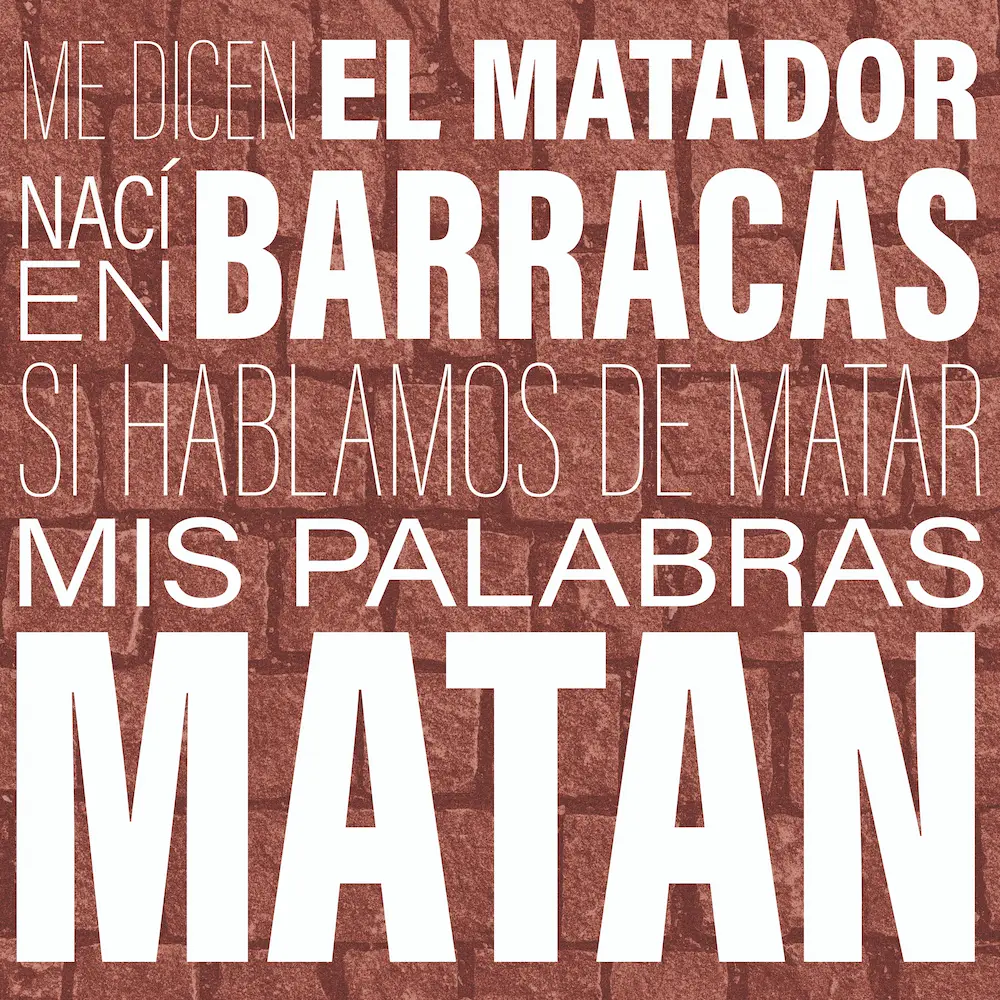 ME DICEN EL MATADOR
NACÍ
EN BARRACAS
SI HABLAMOS DE MATAR
MIS PALABRAS
MATAN